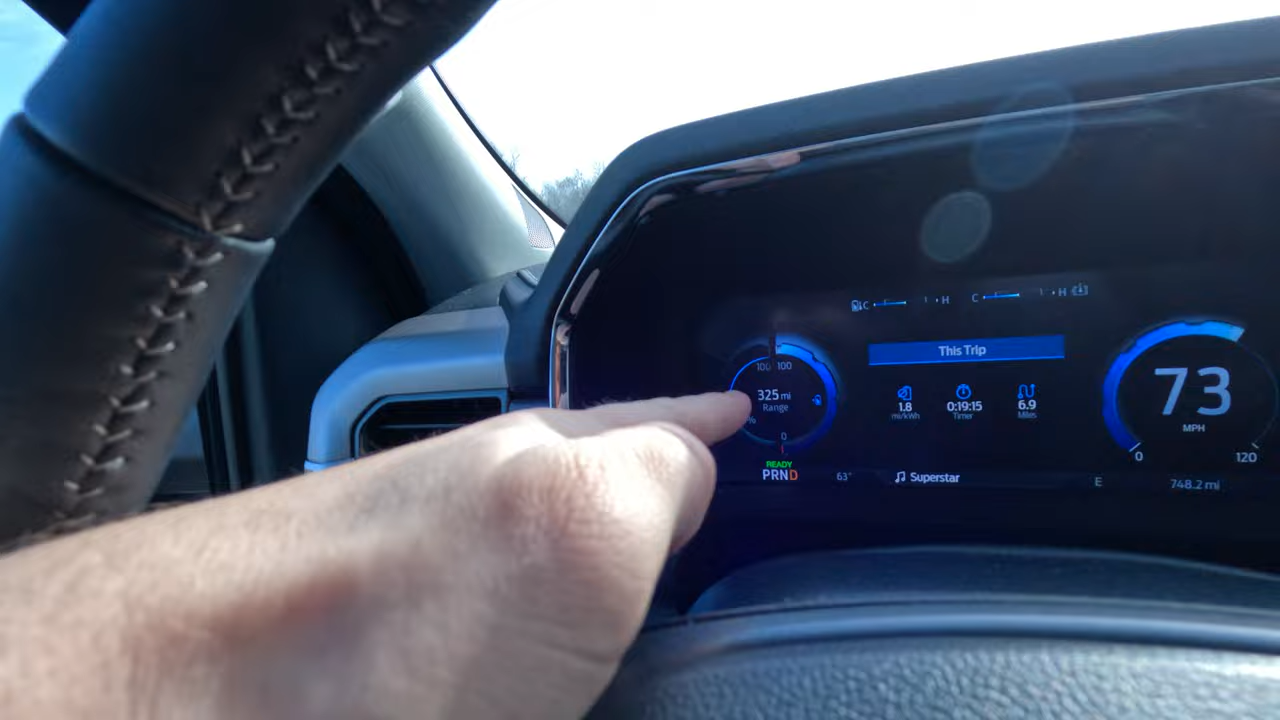 C H C H
This Trip
100 100
325 mi
Range
%
0
1.8
mi/kWh
0:19:15
Timer
6.9
Miles
73
MPH
0 120
READY
PRND
63°
Superstar
E
748.2 mi